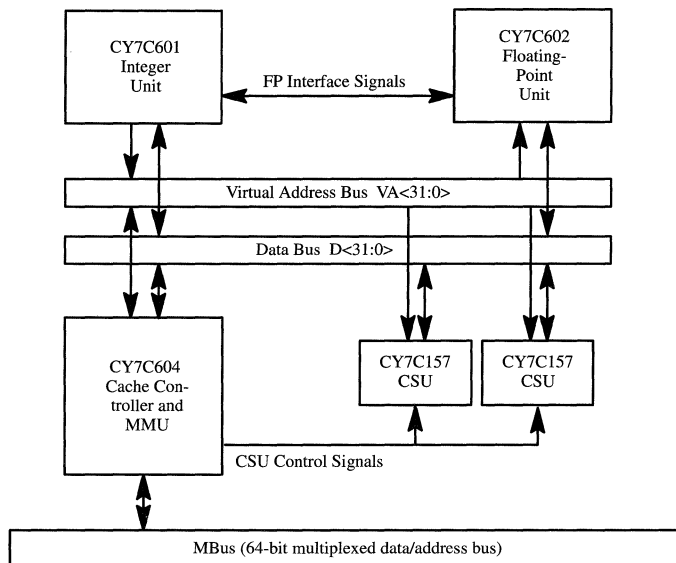 CY7C601
Integer
Unit
CY7C602
Floating-
Point
Unit
FP Interface Signals
Virtual Address Bus VA<31:0>
Data Bus D<31:0>
CY7C604
Cache Con-
troller and
MMU
CY7C157
CSU
CY7C157
CSU
CSU Control Signals
MBus (64-bit multiplexed data/address bus)